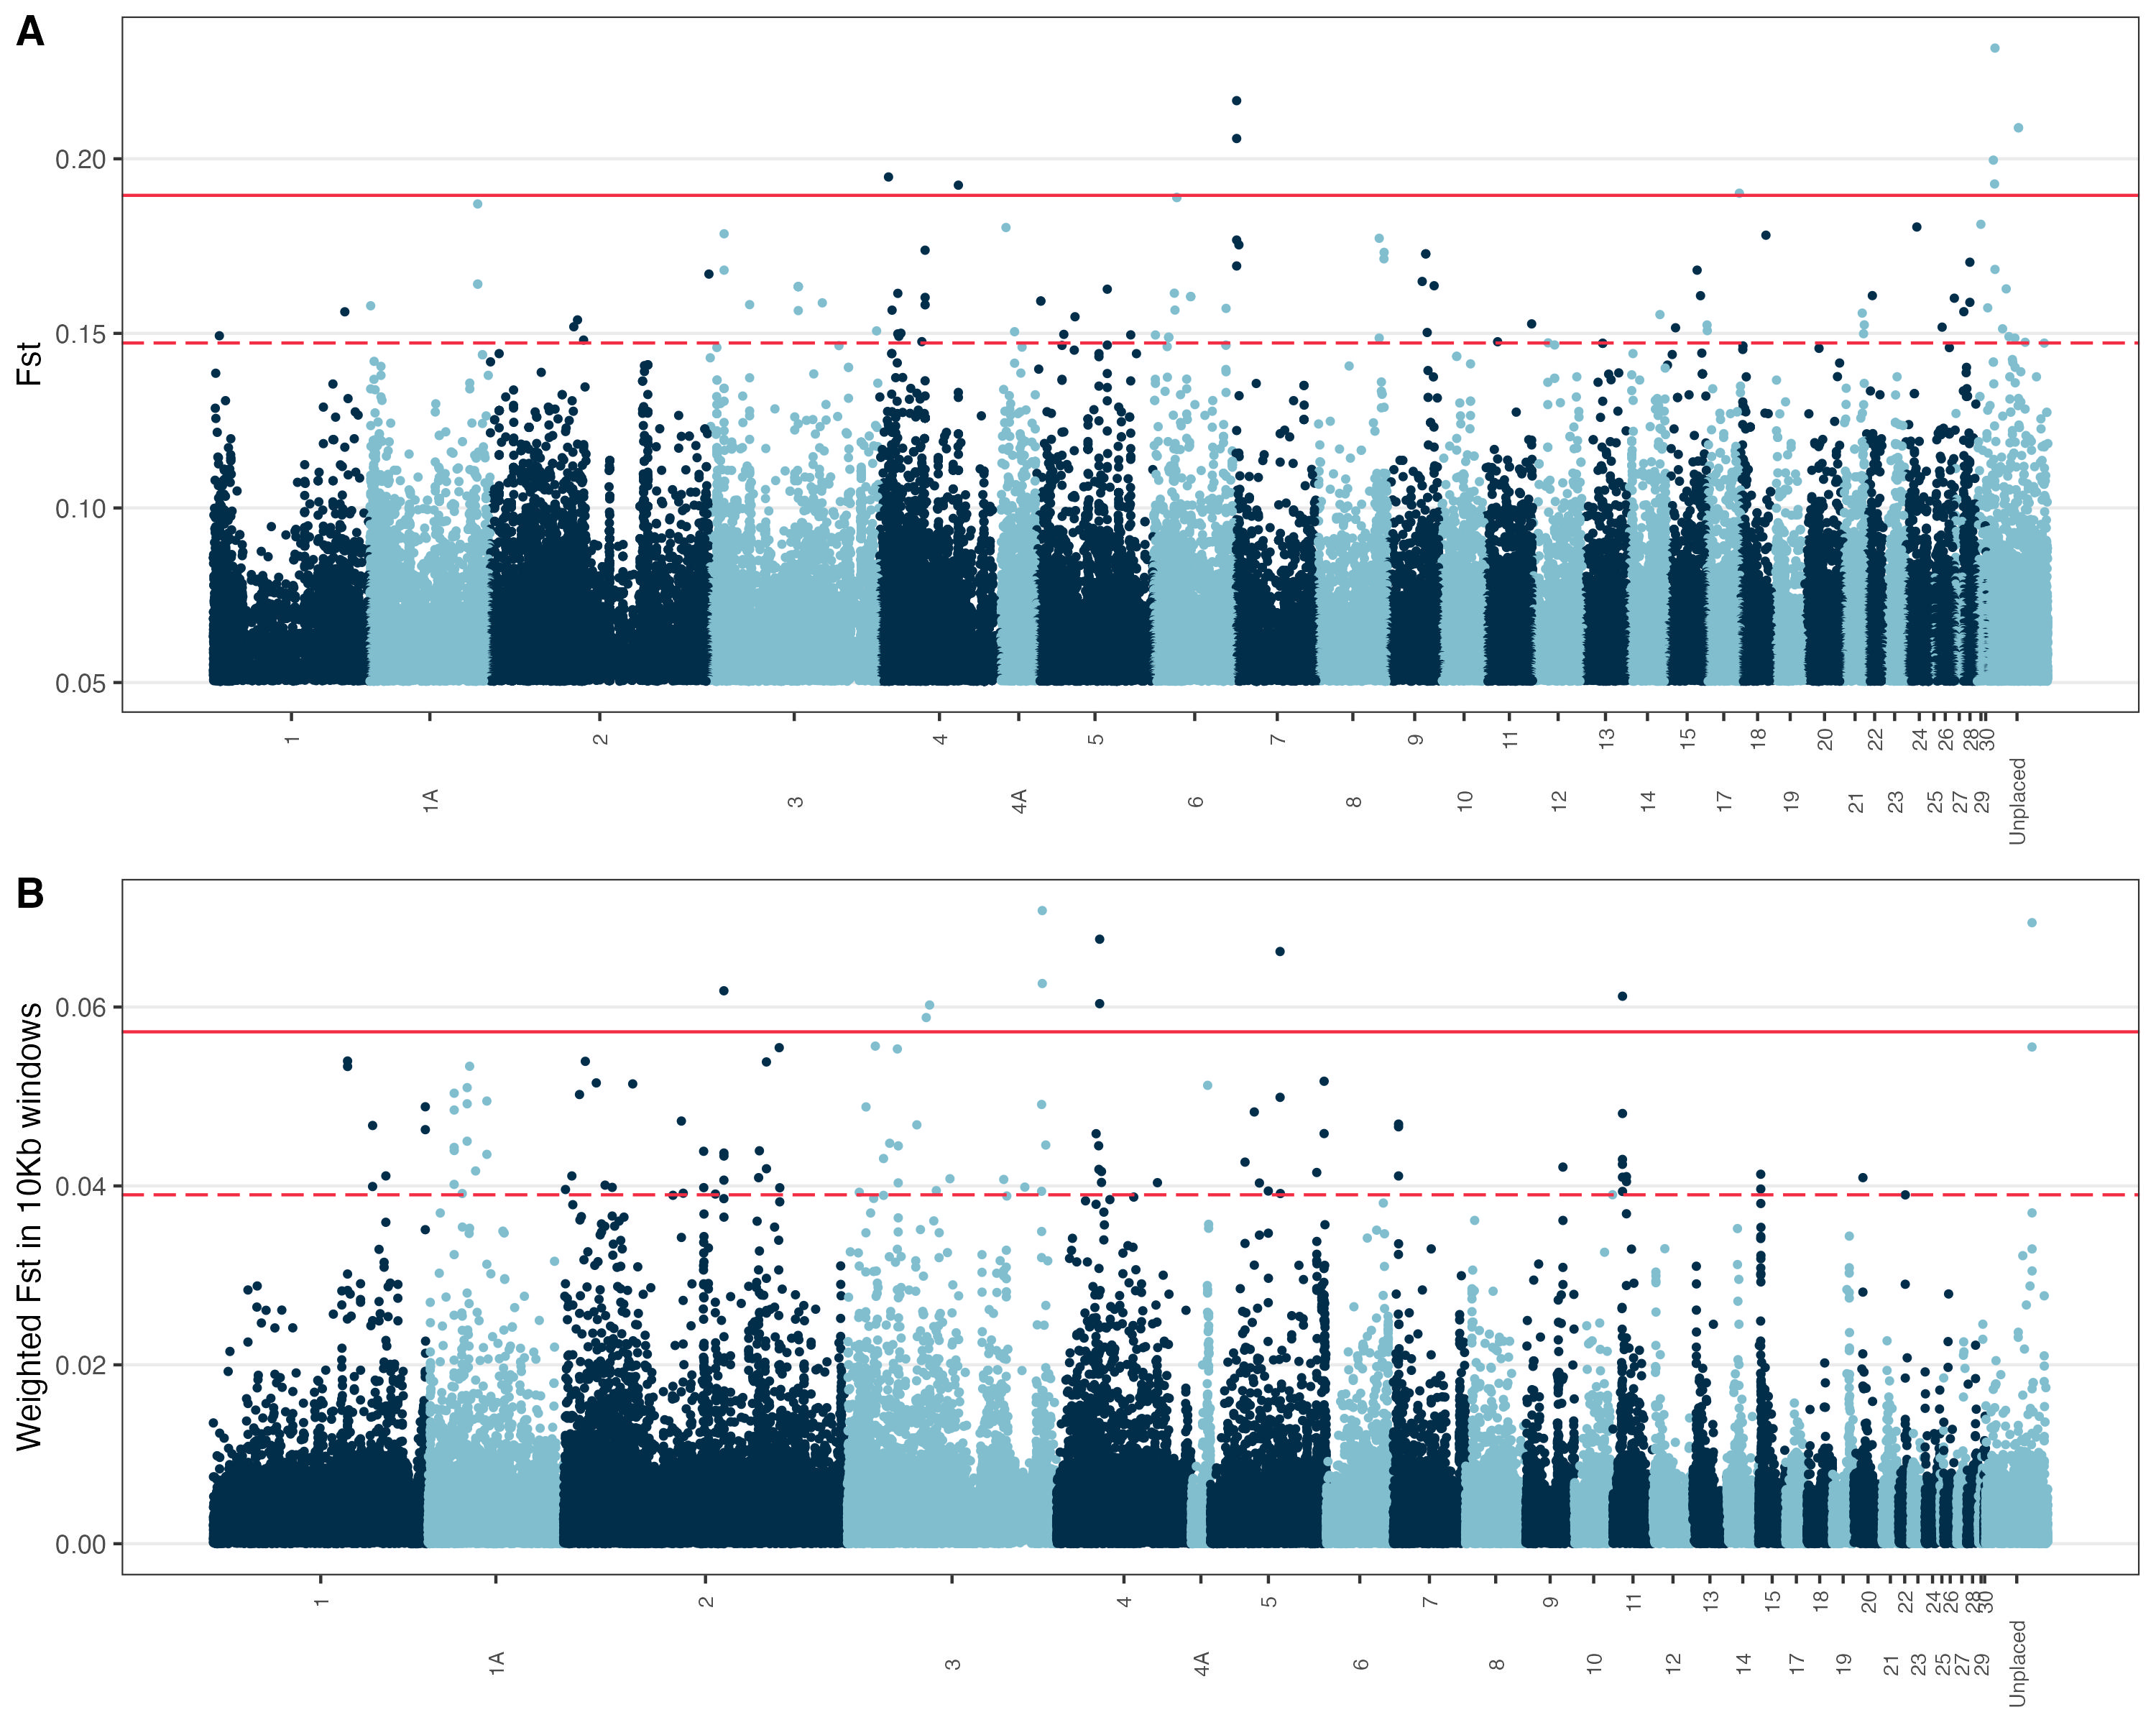 A
Fst
0.20
0.15
0.10
0.05
1 2 4 5 7 9 11 13 15 18 20 22 24 26 28 30
1A 3 4A 6 8 10 12 14 17 19 21 23 25 27 29 Unplaced
B
Weighted Fst in 10Kb windows
0.06
0.04
0.02
0.00
1 2 4 5 7 9 11 13 15 18 20 22 24 26 28 30
1A 3 4A 6 8 10 12 14 17 19 21 23 25 27 29 Unplaced